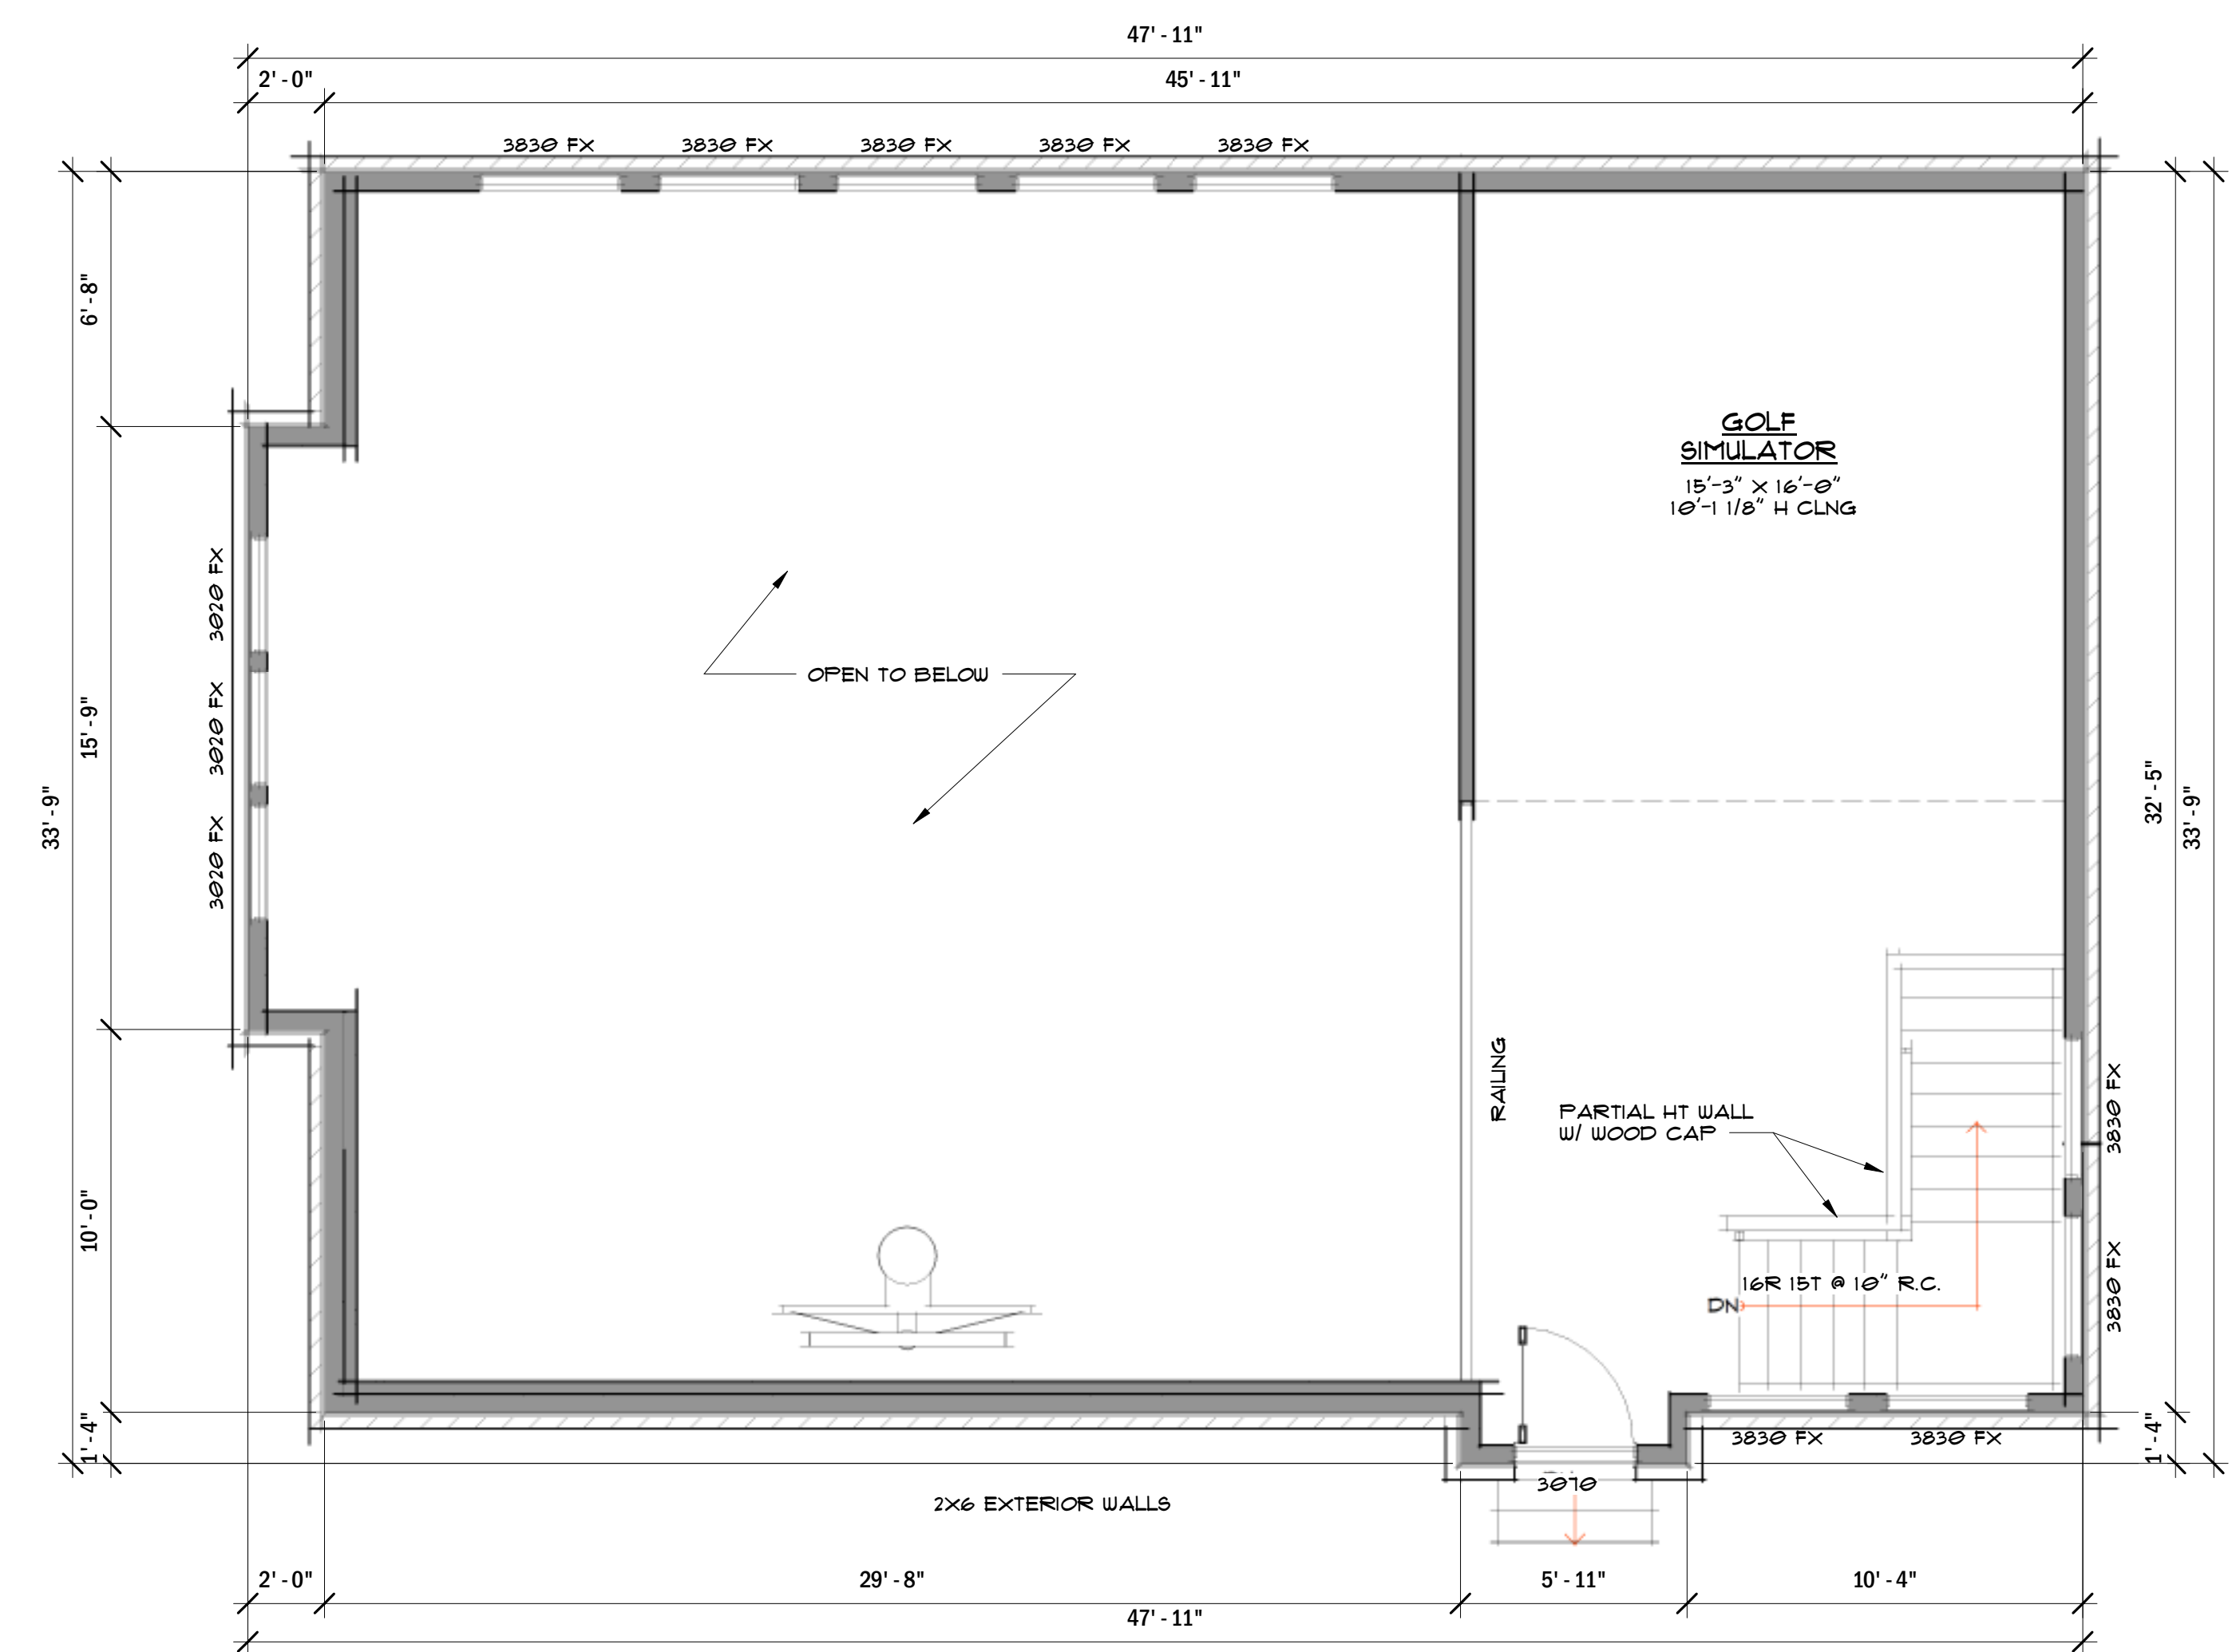 47' - 11"
2' - 0"
45' - 11"
3830 FX
3830 FX
3830 FX
3830 FX
3830 FX
6' - 8"
15' - 9"
33' - 9"
10' - 0"
1' - 4"
3020 FX
3020 FX
3020 FX
GOLF
SIMULATOR
15'-3" X 16'-0"
10'-1 1/8" H CLNG
OPEN TO BELOW
32' - 5"
33' - 9"
RAILING
PARTIAL HT WALL
W/ WOOD CAP
3830 FX
3830 FX
16R 15T @ 10" R.C.
DN
3830 FX
3830 FX
1' - 4"
3070
2X6 EXTERIOR WALLS
2' - 0"
29' - 8"
5' - 11"
10' - 4"
47' - 11"